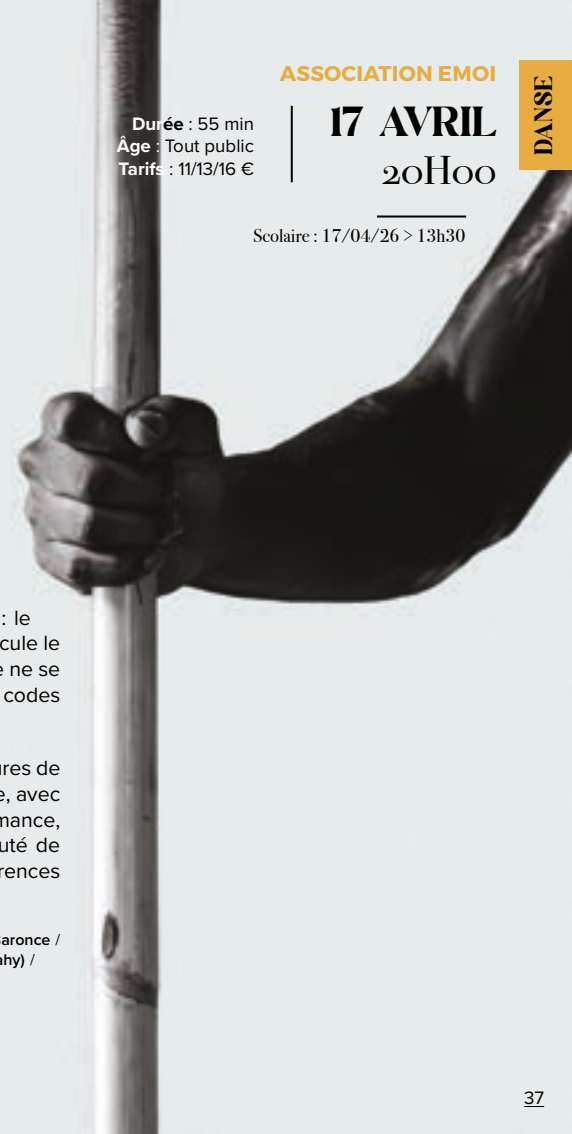 ASSOCIATION EMOI
DANSE
17 AVRIL
20H00
Durée : 55 min
Âge : Tout public
Tarifs : 11/13/16 €
Scolaire : 17/04/26 > 13h30
: le
cule le
e ne se
codes
ures de
e, avec
mance,
uté de
rences
Baronce /
ahy) /
37